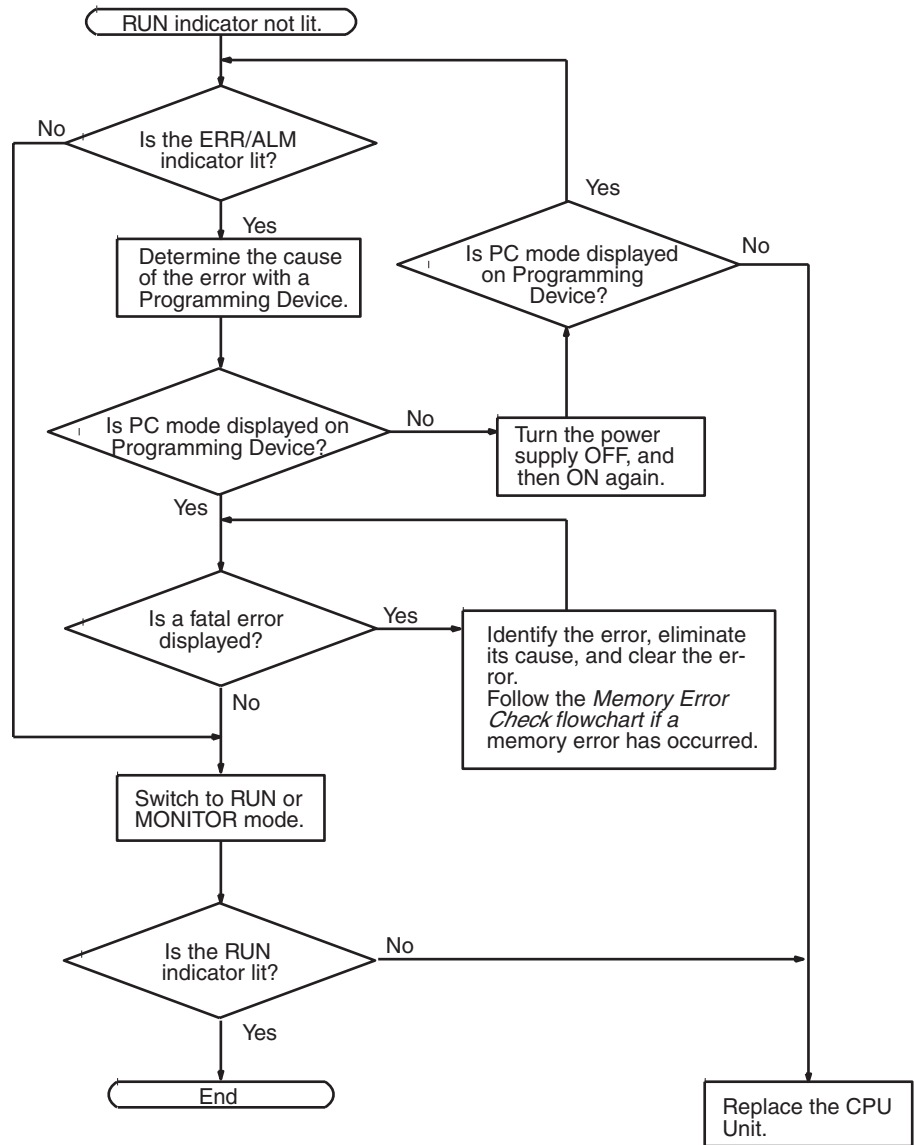 RUN indicator not lit.
No
Is the ERR/ALM
indicator lit?
Yes
Determine the cause
of the error with a
Programming Device.
Yes
Is PC mode displayed
on Programming
Device?
No
Is PC mode displayed on
Programming Device?
No
Turn the power
supply OFF, and
then ON again.
Yes
Is a fatal error
displayed?
Yes
Identify the error, eliminate
its cause, and clear the er-
ror.
Follow the Memory Error
Check flowchart if a
memory error has occurred.
No
Switch to RUN or
MONITOR mode.
Is the RUN
indicator lit?
No
Yes
End
Replace the CPU
Unit.